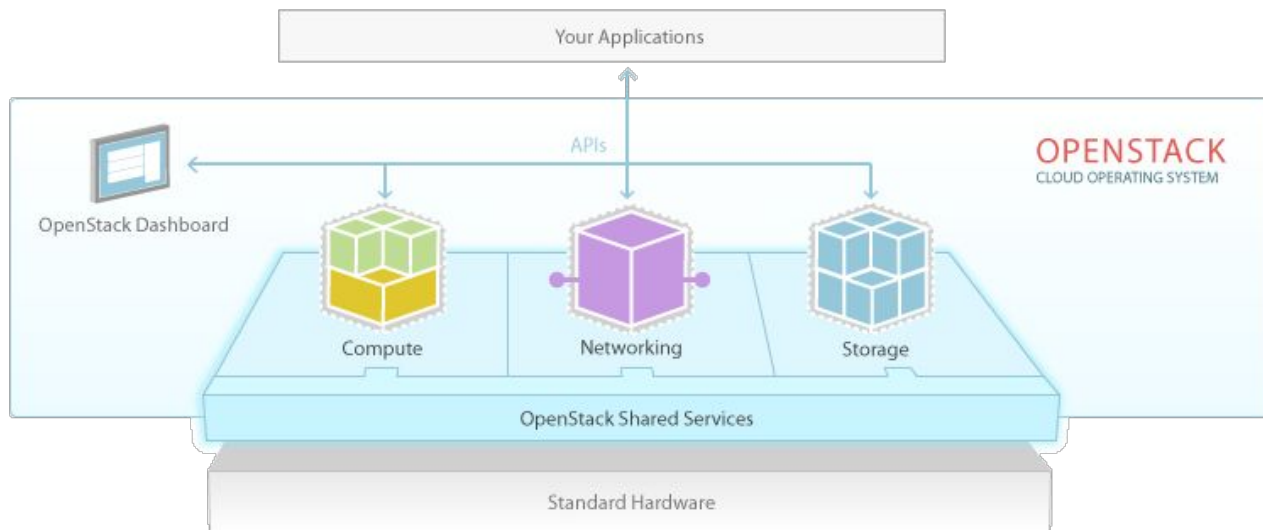 Your Applications
APIs
OPENSTACK
CLOUD OPERATING SYSTEM
OpenStack Dashboard
Compute
Networking
Storage
OpenStack Shared Services
Standard Hardware